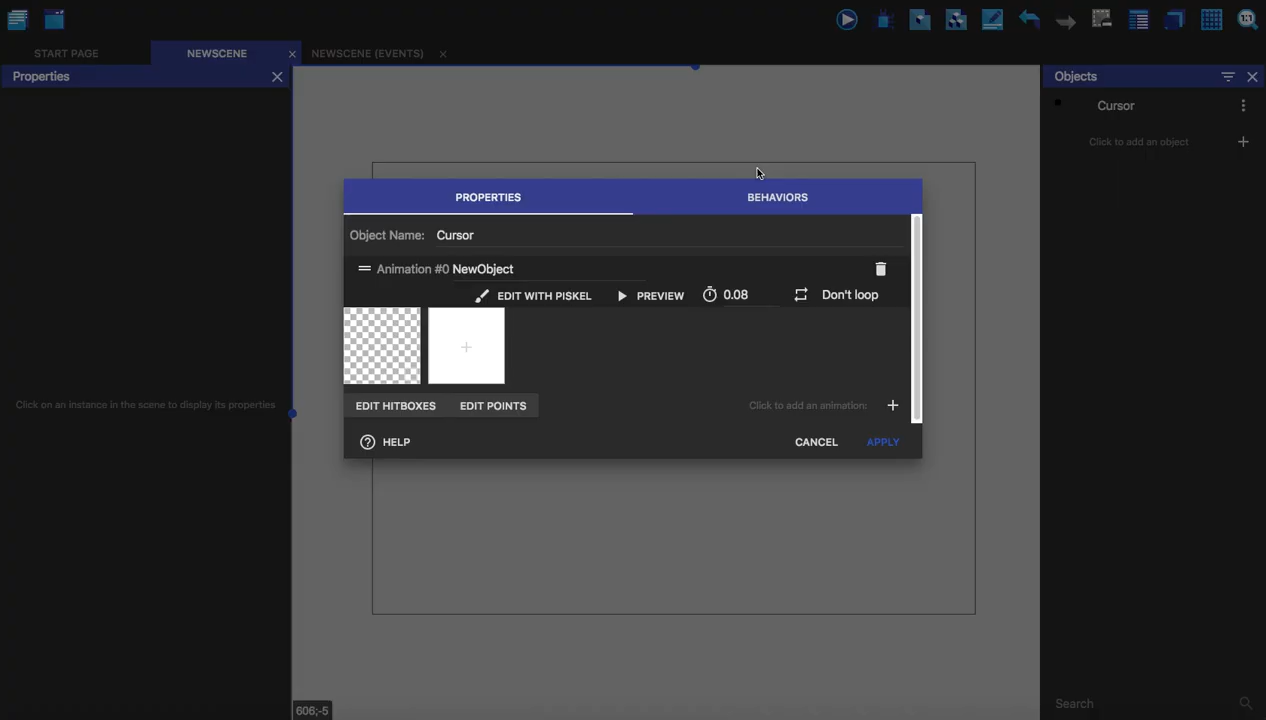 START PAGE
NEWSCENE
NEWSCENE (EVENTS)
Properties
Objects
Cursor
Click to add an object
PROPERTIES
BEHAVIORS
Object Name: Cursor
Animation #0 NewObject
EDIT WITH PISKEL
PREVIEW
0.08
Don't loop
EDIT HITBOXES
EDIT POINTS
Click to add an animation:
HELP
CANCEL
APPLY
Click on an instance in the scene to display its properties
606;-5
Search
1:1